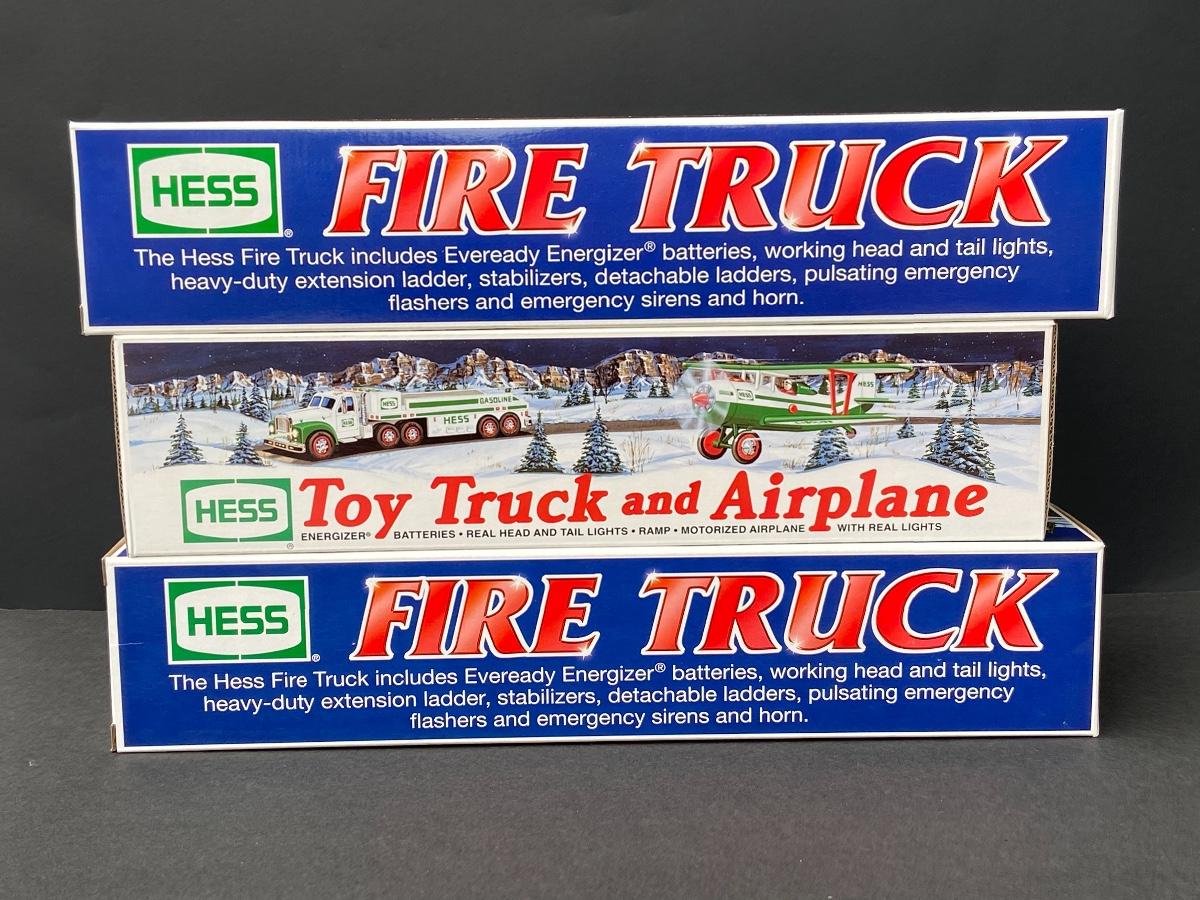 HESS
®
FIRE TRUCK
The Hess Fire Truck includes Eveready Energizer® batteries, working head and tail lights,
heavy-duty extension ladder, stabilizers, detachable ladders, pulsating emergency
flashers and emergency sirens and horn.
HESS
GASOLINE
HESS
HESS
HESS
HESS
HESS
®
Toy Truck and Airplane
ENERGIZER® BATTERIES • REAL HEAD AND TAIL LIGHTS • RAMP • MOTORIZED AIRPLANE WITH REAL LIGHTS
HESS
®
FIRE TRUCK
The Hess Fire Truck includes Eveready Energizer® batteries, working head and tail lights,
heavy-duty extension ladder, stabilizers, detachable ladders, pulsating emergency
flashers and emergency sirens and horn.